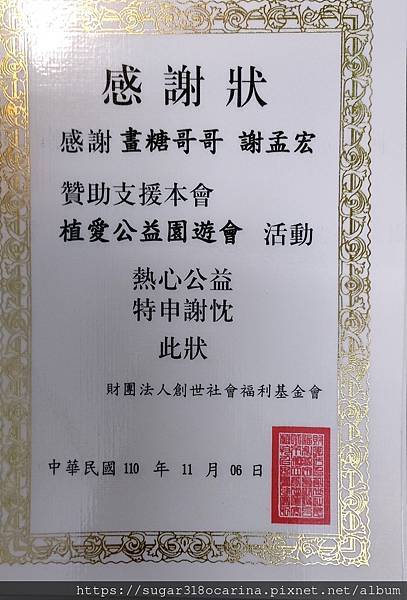 感謝狀
感謝 畫糖哥哥 謝孟宏
贊助支援本會
植愛公益園遊會 活動
熱心公益
特申謝忱
此狀
財團法人創世社會福利基金會
中華民國 110 年 11 月 06 日
https://sugar318ocarina.pixnet.net/album